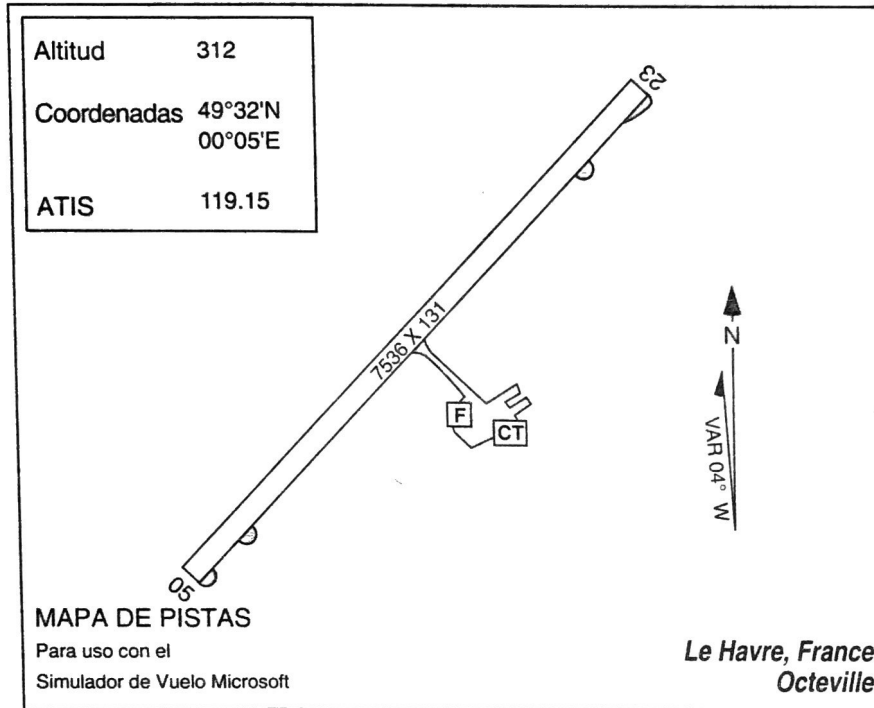 Altitud 312
Coordenadas 49°32'N
00°05'E
ATIS 119.15
23
7536 X 131
N
F
CT
VAR 04° W
05
MAPA DE PISTAS
Para uso con el
Simulador de Vuelo Microsoft
Le Havre, France
Octeville